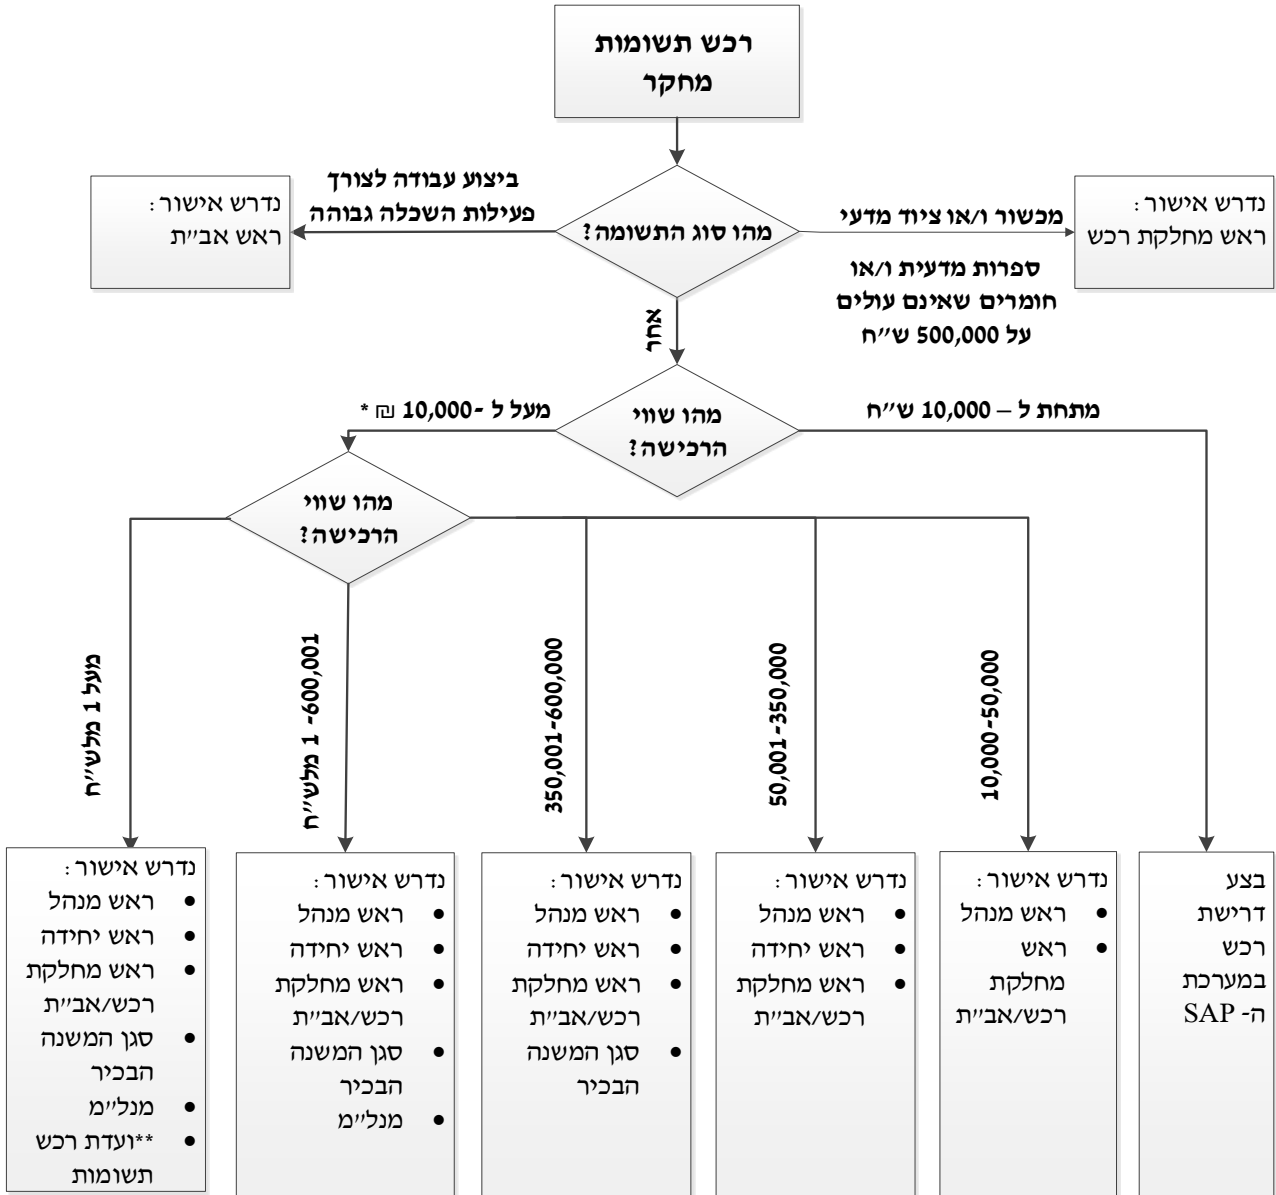 רכש תשומות
מחקר
מהו סוג התשומה?
מכשור ו/או ציוד מדעי
ספרות מדעית ו/או
חומרים שאינם עולים
על 500,000 ש״ח
נדרש אישור:
ראש מחלקת רכש
ביצוע עבודה לצורך
פעילות השכלה גבוהה
נדרש אישור:
ראש אב״ת
אחר
מהו שווי
הרכישה?
מתחת ל – 10,000 ש״ח
מעל ל -10,000 ₪ *
מהו שווי
הרכישה?
10,000-50,000
50,001-350,000
350,001-600,000
600,001- 1 מלש״ח
מעל 1 מלש״ח
בצע
דרישת
רכש
במערכת
ה- SAP
נדרש אישור:
• ראש מנהל
• ראש
מחלקת
רכש/אב״ת
נדרש אישור:
• ראש מנהל
• ראש יחידה
• ראש מחלקת
רכש/אב״ת
נדרש אישור:
• ראש מנהל
• ראש יחידה
• ראש מחלקת
רכש/אב״ת
• סגן המשנה
הבכיר
נדרש אישור:
• ראש מנהל
• ראש יחידה
• ראש מחלקת
רכש/אב״ת
• סגן המשנה
הבכיר
• מנל״מ
נדרש אישור:
• ראש מנהל
• ראש יחידה
• ראש מחלקת
רכש/אב״ת
• סגן המשנה
הבכיר
• מנל״מ
• **ועדת רכש
תשומות